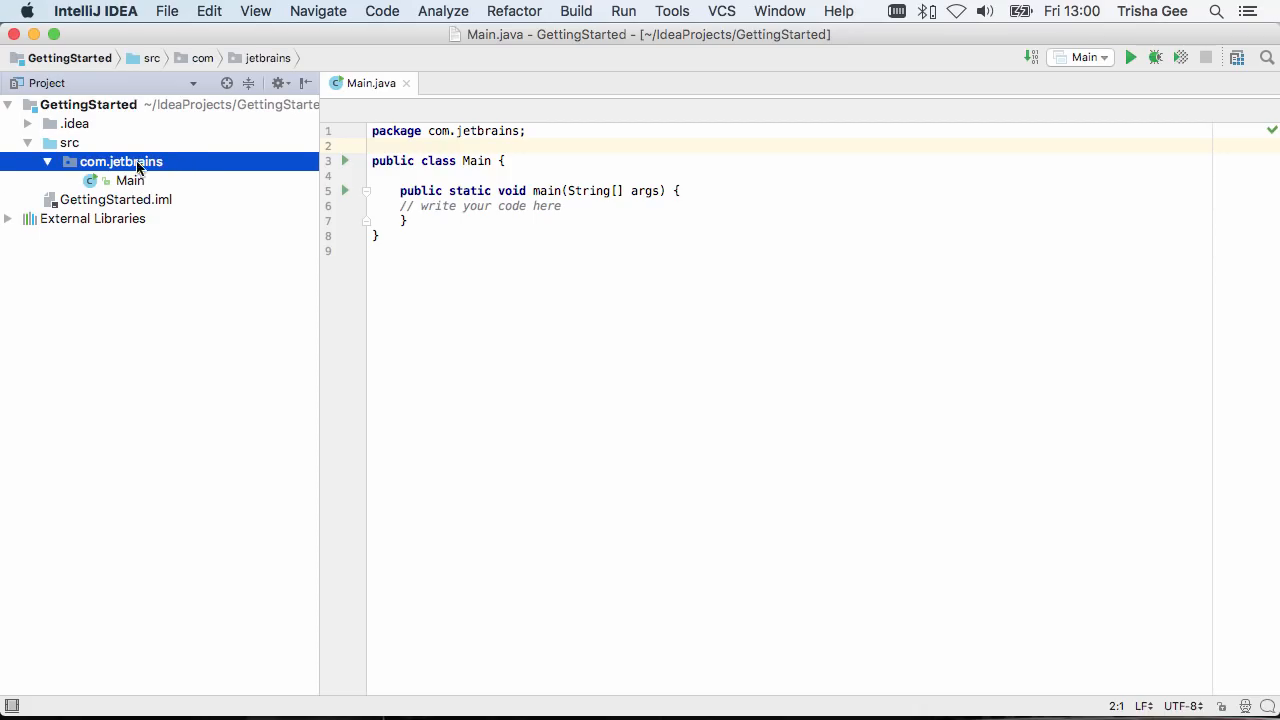 IntelliJ IDEA File Edit View Navigate Code Analyze Refactor Build Run Tools VCS Window Help Fri 13:00 Trisha Gee
Main.java - GettingStarted - [~/IdeaProjects/GettingStarted]
GettingStarted src com jetbrains Main
Project Main.java
GettingStarted ~/IdeaProjects/GettingStarte
.idea
src
com.jetbrains
Main
GettingStarted.iml
External Libraries
1 package com.jetbrains;
2
3 public class Main {
4
5 public static void main(String[] args) {
6 // write your code here
7 }
8 }
9
2:1 LF UTF-8